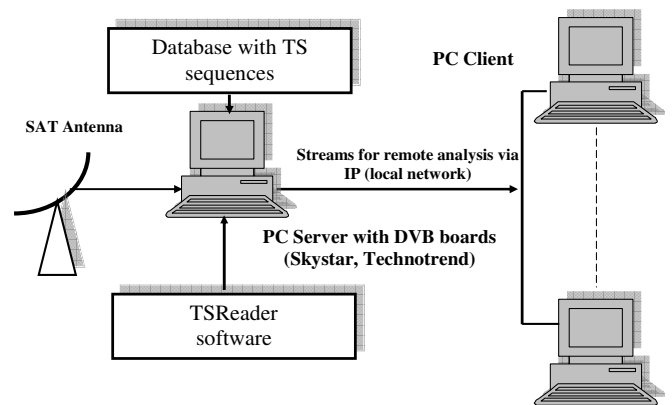 Database with TS
sequences
PC Client
SAT Antenna
Streams for remote analysis via
IP (local network)
PC Server with DVB boards
(Skystar, Technotrend)
TSReader
software